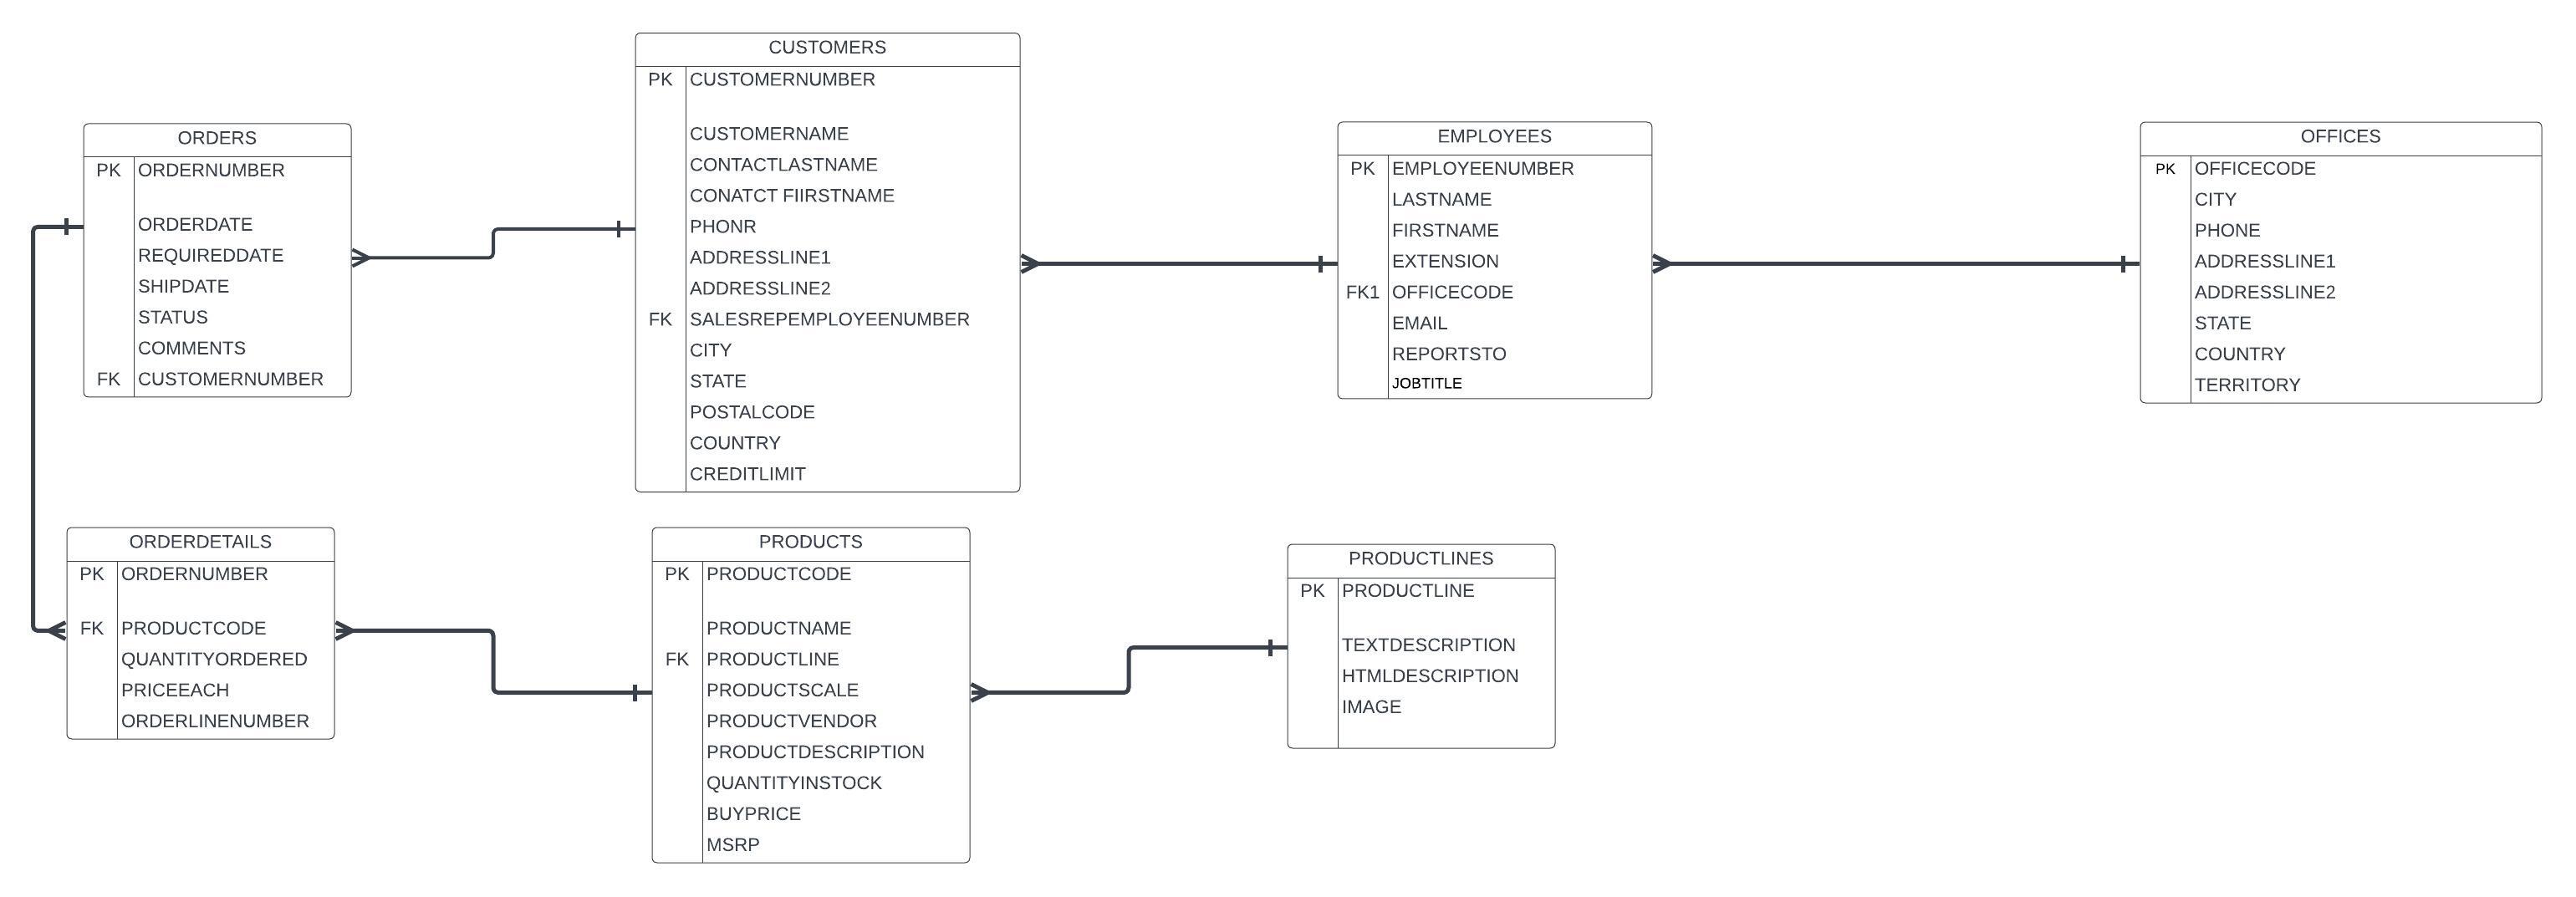 CUSTOMERS
PK CUSTOMERNUMBER
CUSTOMERNAME
CONTACTLASTNAME
CONATCT FIIRSTNAME
PHONR
ADDRESSLINE1
ADDRESSLINE2
FK SALESREPEMPLOYEENUMBER
CITY
STATE
POSTALCODE
COUNTRY
CREDITLIMIT
ORDERS
PK ORDERNUMBER
ORDERDATE
REQUIREDDATE
SHIPDATE
STATUS
COMMENTS
FK CUSTOMERNUMBER
EMPLOYEES
PK EMPLOYEENUMBER
LASTNAME
FIRSTNAME
EXTENSION
FK1 OFFICECODE
EMAIL
REPORTSTO
JOBTITLE
OFFICES
PK OFFICECODE
CITY
PHONE
ADDRESSLINE1
ADDRESSLINE2
STATE
COUNTRY
TERRITORY
ORDERDETAILS
PK ORDERNUMBER
FK PRODUCTCODE
QUANTITYORDERED
PRICEEACH
ORDERLINENUMBER
PRODUCTS
PK PRODUCTCODE
PRODUCTNAME
FK PRODUCTLINE
PRODUCTSCALE
PRODUCTVENDOR
PRODUCTDESCRIPTION
QUANTITYINSTOCK
BUYPRICE
MSRP
PRODUCTLINES
PK PRODUCTLINE
TEXTDESCRIPTION
HTMLDESCRIPTION
IMAGE